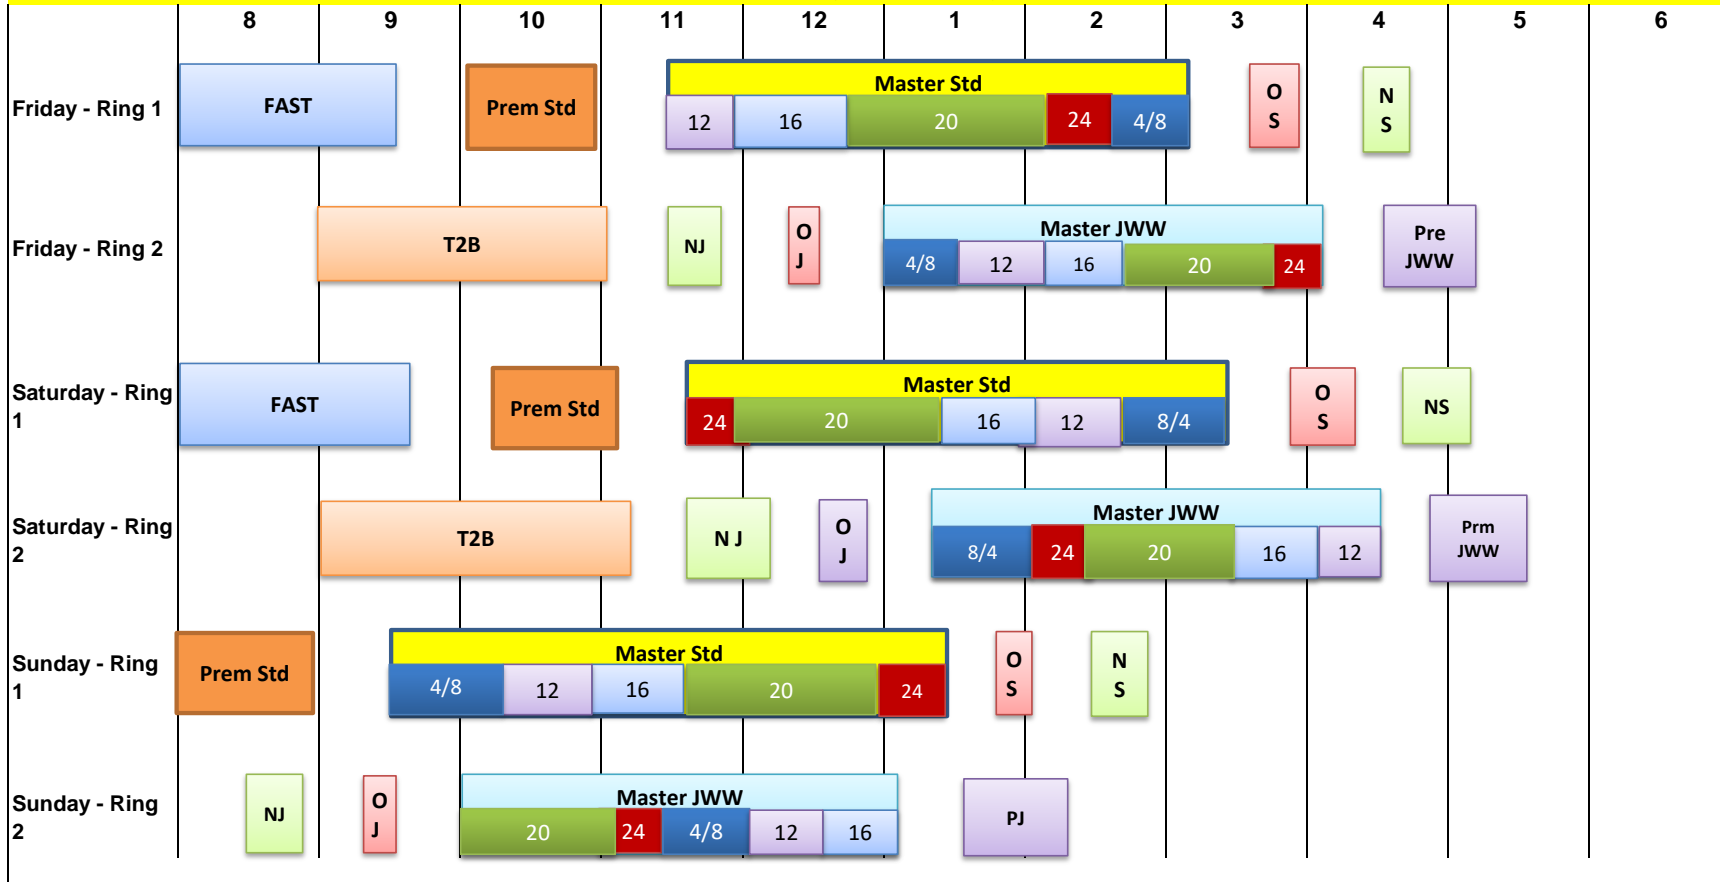 8 9 10 11 12 1 2 3 4 5 6
Friday - Ring 1
FAST
Prem Std
Master Std
12 16 20 24 4/8
O
S
N
S
Friday - Ring 2
T2B
NJ
O
J
Master JWW
4/8 12 16 20 24
Pre
JWW
Saturday - Ring
1
FAST
Prem Std
Master Std
24 20 16 12 8/4
O
S
NS
Saturday - Ring
2
T2B
N J
O
J
Master JWW
8/4 24 20 16 12
Prm
JWW
Sunday - Ring
1
Prem Std
Master Std
4/8 12 16 20 24
O
S
N
S
Sunday - Ring
2
NJ
O
J
Master JWW
20 24 4/8 12 16
PJ